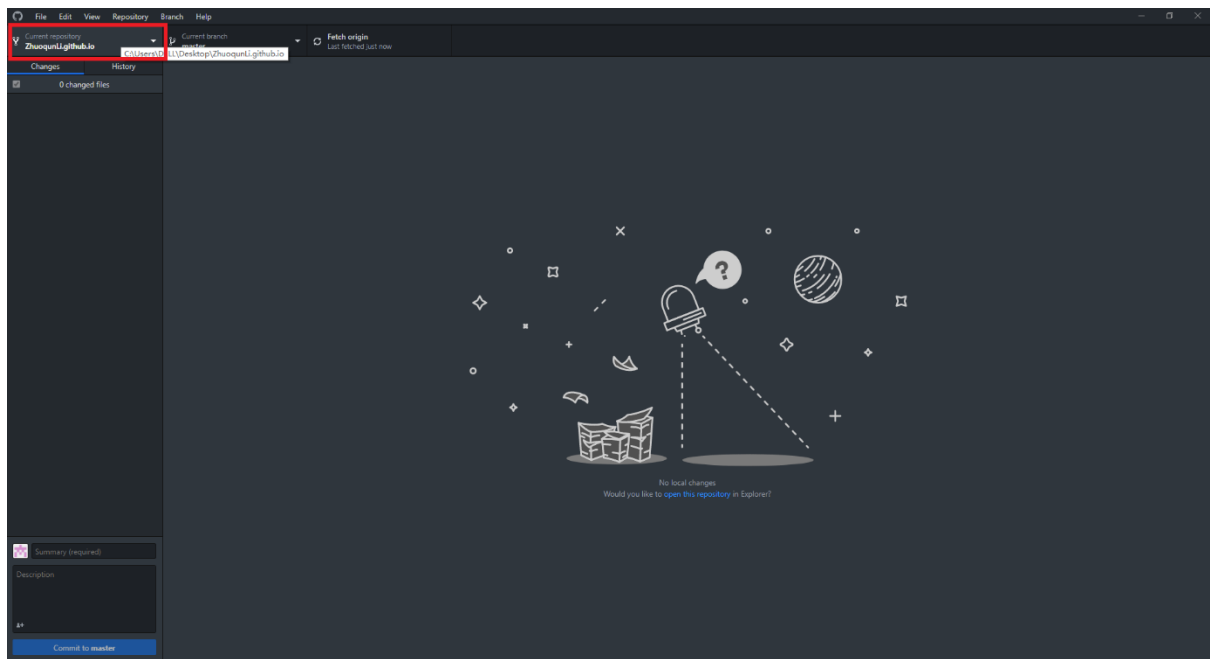 File Edit View Repository Branch Help
Current repository
ZhuoqunLi.github.io
Current branch
master
Fetch origin
Last fetched just now
C:\Users\DELL\Desktop\ZhuoqunLi.github.io
Changes History
0 changed files
?
No local changes
Would you like to open this repository in Explorer?
Summary (required)
Description
Commit to master